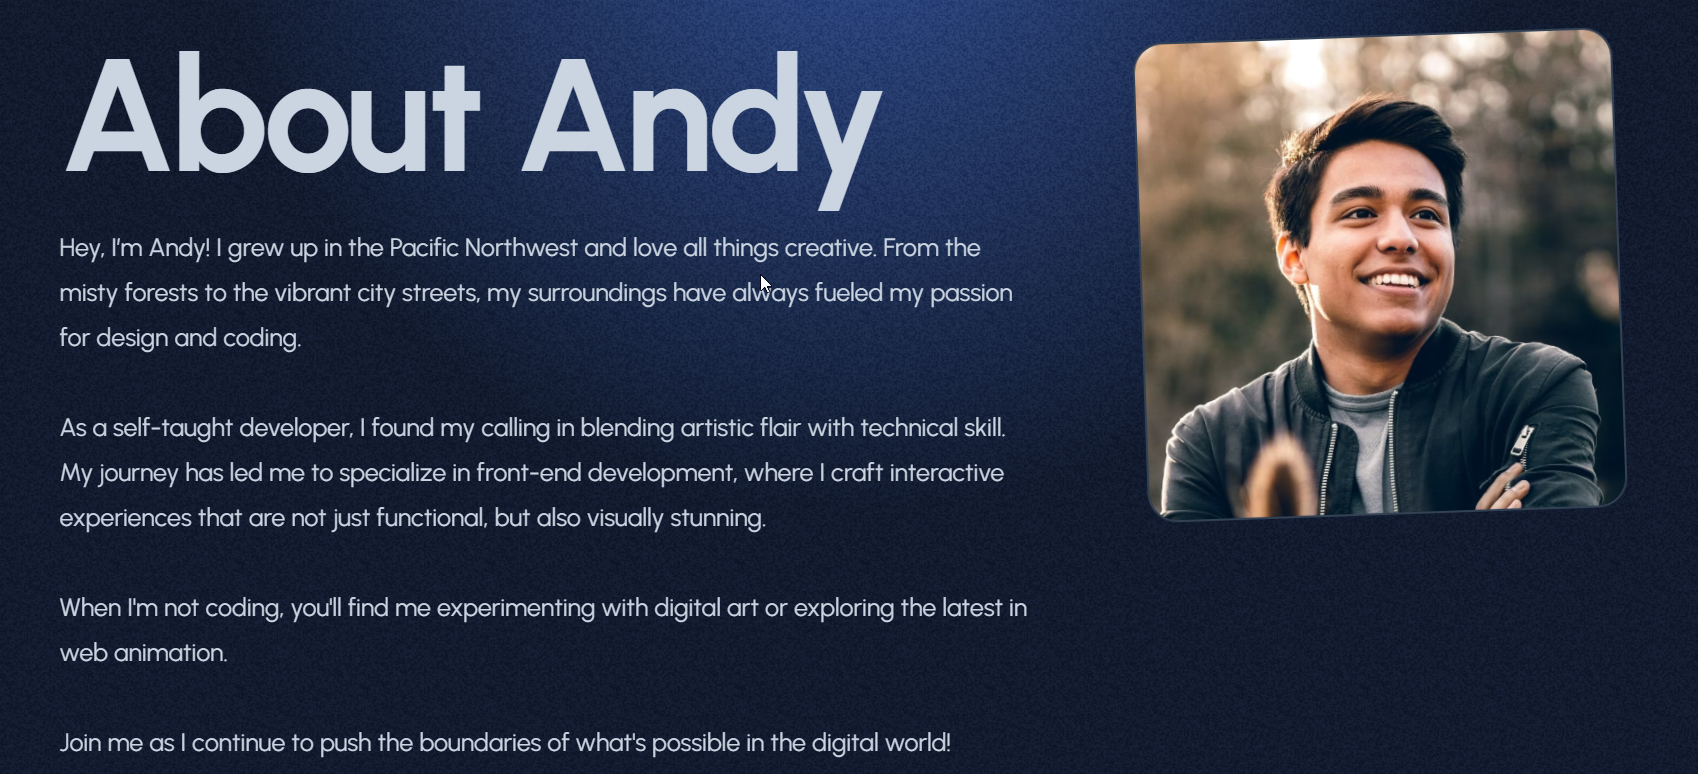 About Andy
Hey, I’m Andy! I grew up in the Pacific Northwest and love all things creative. From the
misty forests to the vibrant city streets, my surroundings have always fueled my passion
for design and coding.
As a self-taught developer, I found my calling in blending artistic flair with technical skill.
My journey has led me to specialize in front-end development, where I craft interactive
experiences that are not just functional, but also visually stunning.
When I'm not coding, you'll find me experimenting with digital art or exploring the latest in
web animation.
Join me as I continue to push the boundaries of what's possible in the digital world!